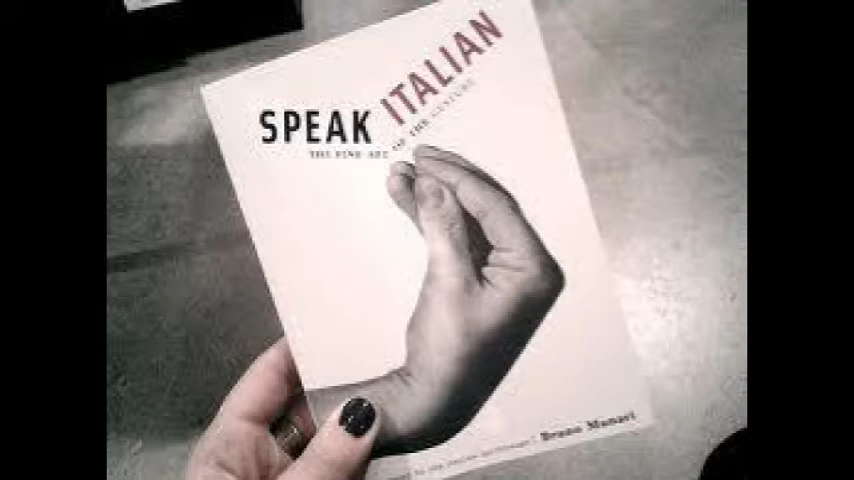 SPEAK ITALIAN
THE FINE ART OF THE GESTURE
Bruno Munari